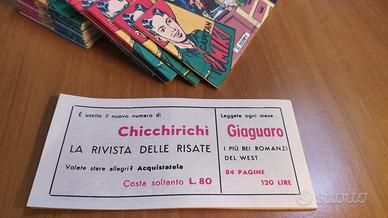 È uscito il nuovo numero di
Chicchirichì
LA RIVISTA DELLE RISATE
Volete stare allegri? Acquistatela
Costa soltanto L. 80
Leggete ogni mese
Giaguaro
I PIÙ BEI ROMANZI
DEL WEST
84 PAGINE
120 LIRE
subito